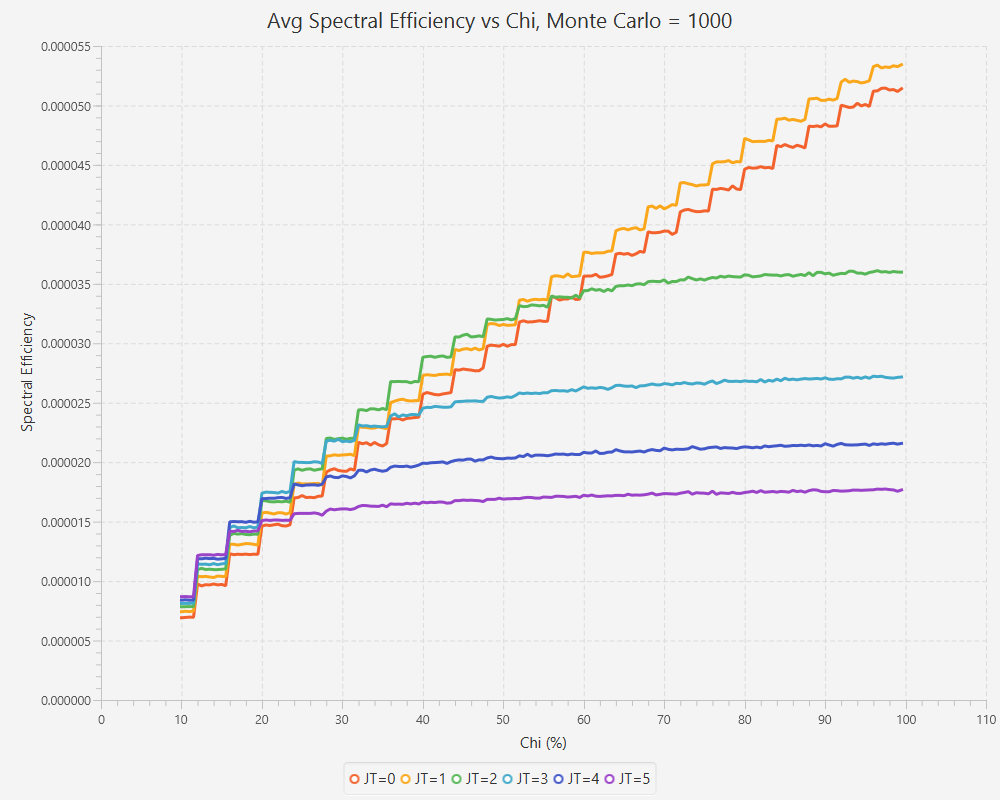 Avg Spectral Efficiency vs Chi, Monte Carlo = 1000
Spectral Efficiency
0.000055
0.000050
0.000045
0.000040
0.000035
0.000030
0.000025
0.000020
0.000015
0.000010
0.000005
0.000000
0 10 20 30 40 50 60 70 80 90 100 110
Chi (%)
JT=0 JT=1 JT=2 JT=3 JT=4 JT=5